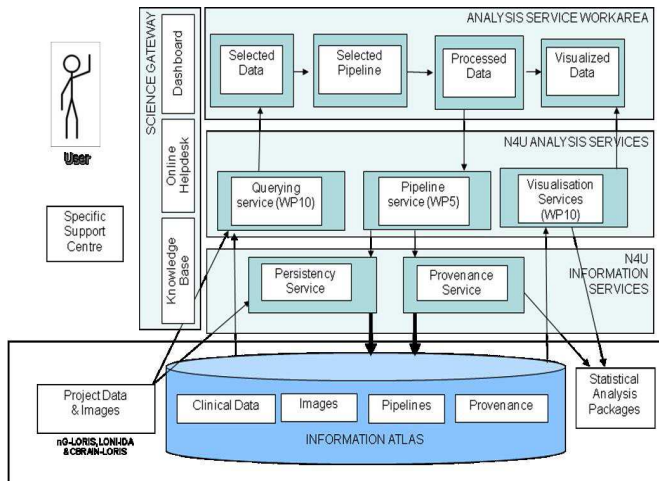 ANALYSIS SERVICE WORKAREA
SCIENCE GATEWAY
Dashboard
Online
Helpdesk
Knowledge
Base
Selected
Data
Selected
Pipeline
Processed
Data
Visualized
Data
User
N4U ANALYSIS SERVICES
Querying
service (WP10)
Pipeline
service (WP5)
Visualisation
Services
(WP10)
Specific
Support
Centre
N4U
INFORMATION
SERVICES
Persistency
Service
Provenance
Service
Project Data
& Images
nG-LORIS, LONI-IDA
& CBRAIN-LORIS
Clinical Data
Images
Pipelines
Provenance
INFORMATION ATLAS
Statistical
Analysis
Packages